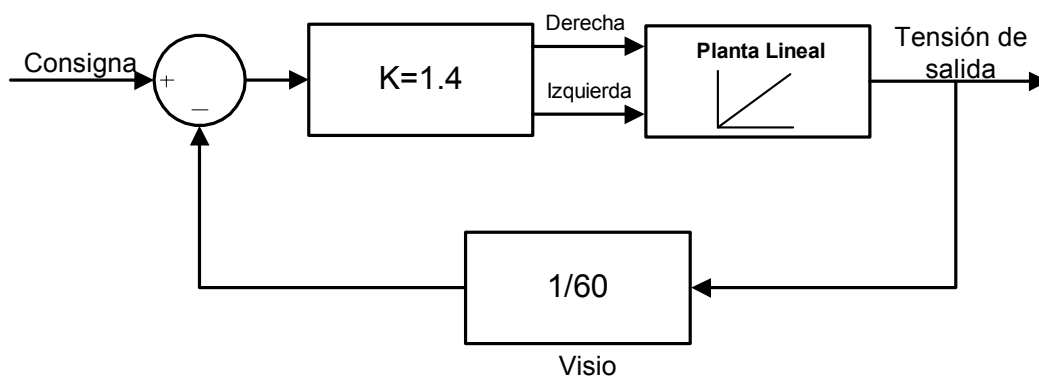 Consigna
+
−
K=1.4
Derecha
Izquierda
Planta Lineal
Tensión de
salida
1/60
Visio